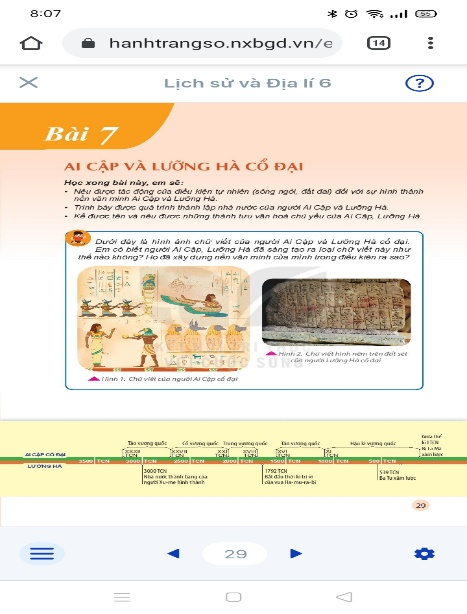 8:07
55
hanhtrangso.nxbgd.vn/e
14
Lịch sử và Địa lí 6
?
Bài 7
AI CẬP VÀ LƯỠNG HÀ CỔ ĐẠI
Học xong bài này, em sẽ:
• Nêu được tác động của điều kiện tự nhiên (sông ngòi, đất đai) đối với sự hình thành
nền văn minh Ai Cập và Lưỡng Hà.
• Trình bày được quá trình thành lập nhà nước của người Ai Cập và Lưỡng Hà.
• Kể được tên và nêu được những thành tựu văn hoá chủ yếu của Ai Cập, Lưỡng Hà.
Dưới đây là hình ảnh chữ viết của người Ai Cập và Lưỡng Hà cổ đại.
Em có biết người Ai Cập, Lưỡng Hà đã sáng tạo ra loại chữ viết này như
thế nào không? Họ đã xây dựng nền văn minh của mình trong điều kiện ra sao?
Hình 2. Chữ viết hình nêm trên đất sét
của người Lưỡng Hà cổ đại
SỐNG
Hình 1. Chữ viết của người Ai Cập cổ đại
Tảo vương quốc
Cổ vương quốc
Trung vương quốc
Tân vương quốc
Hậu kì vương quốc
AI CẬP CỔ ĐẠI
LƯỠNG HÀ
3500 TCN
3000 TCN
2500 TCN
2000 TCN
1500 TCN
1000 TCN
500 TCN
3000 TCN
Nhà nước thành bang của
người Xu-me hình thành
1792 TCN
Bắt đầu thời kì trị vì
của vua Ha-mu-ra-bi
539 TCN
Ba Tư xâm lược
29
29